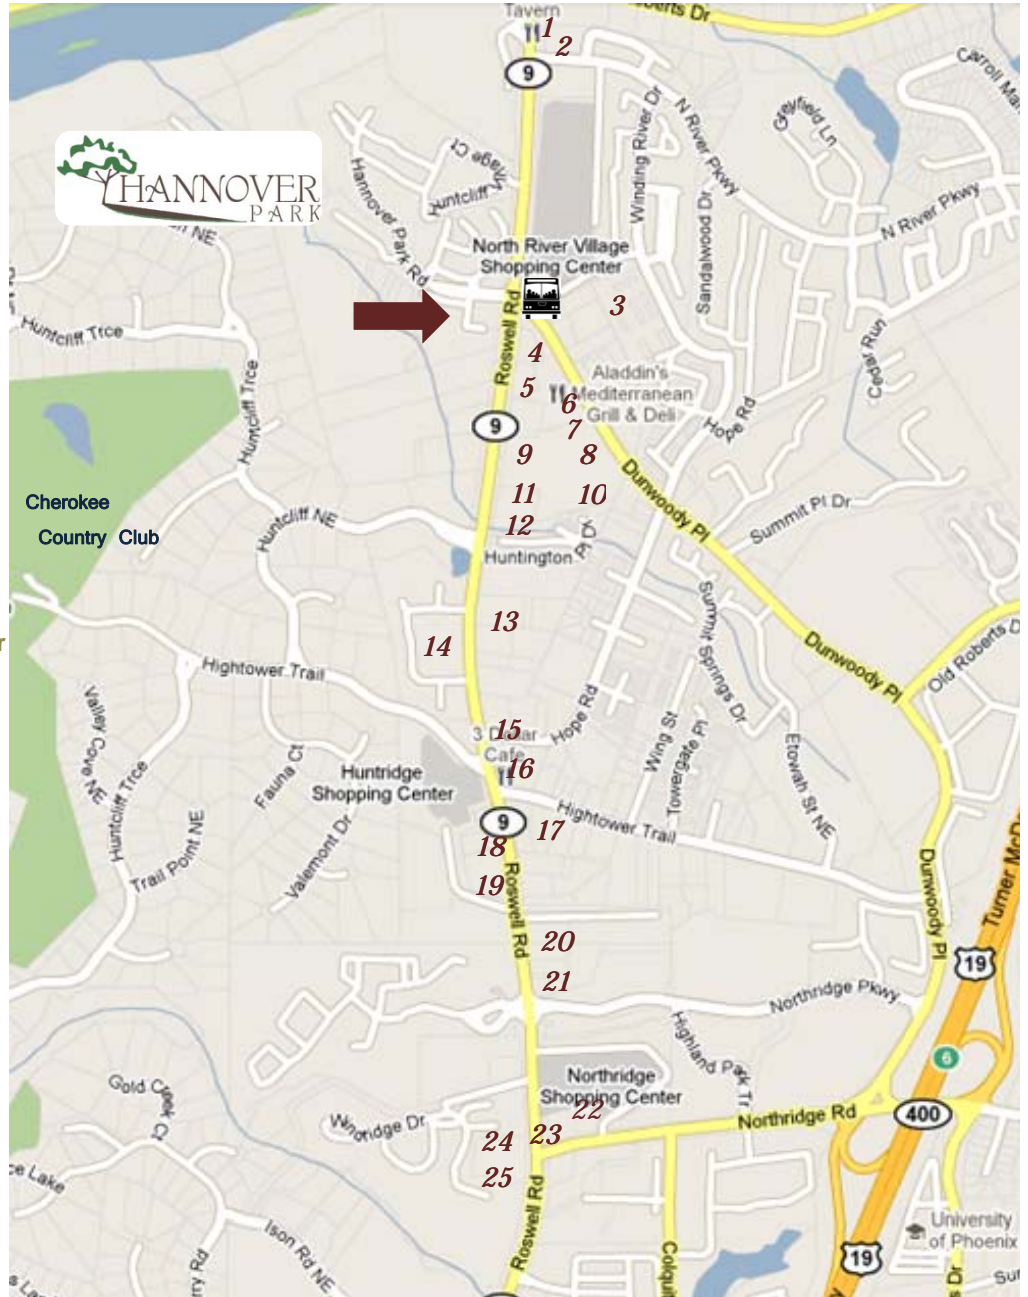 Tavern
1
2
9
N River Pkwy
Winding River Dr
Greyfield Ln
HANNOVER
PARK
Village Ct
Huntcliff
Hannover Park Rd
North River Village
Shopping Center
Sandalwood Dr
N River Pkwy
Huntcliff Trce
Roswell Rd
3
Cedar Run
4
5
Aladdin's
Mediterranean
Grill & Deli
6
7
Huntcliff Trce
Hope Rd
9
9
8
Dunwoody Pl
11
10
Cherokee
Country Club
Huntcliff NE
12
Huntington
Pl Dr
Summit Pl Dr
13
14
Summit Springs Dr
Dunwoody Pl
Hightower Trail
Valley Cove NE
15
3 Dollar
Cafe
16
Hope Rd
Wing St
Towergate Pl
Etowah St NE
Huntridge
Shopping Center
Fauna Ct
Huntcliff Trce
Valemont Dr
Trail Point NE
9
17
Hightower Trail
18
19
Roswell Rd
Dunwoody Pl
20
21
19
Northridge Pkwy
Highland Park Tr
Northridge
Shopping Center
22
6
Gold Creek Ct
Whitridge Dr
23
24
25
Northridge Rd
400
Ison Rd NE
Roswell Rd
University
of Phoenix
19